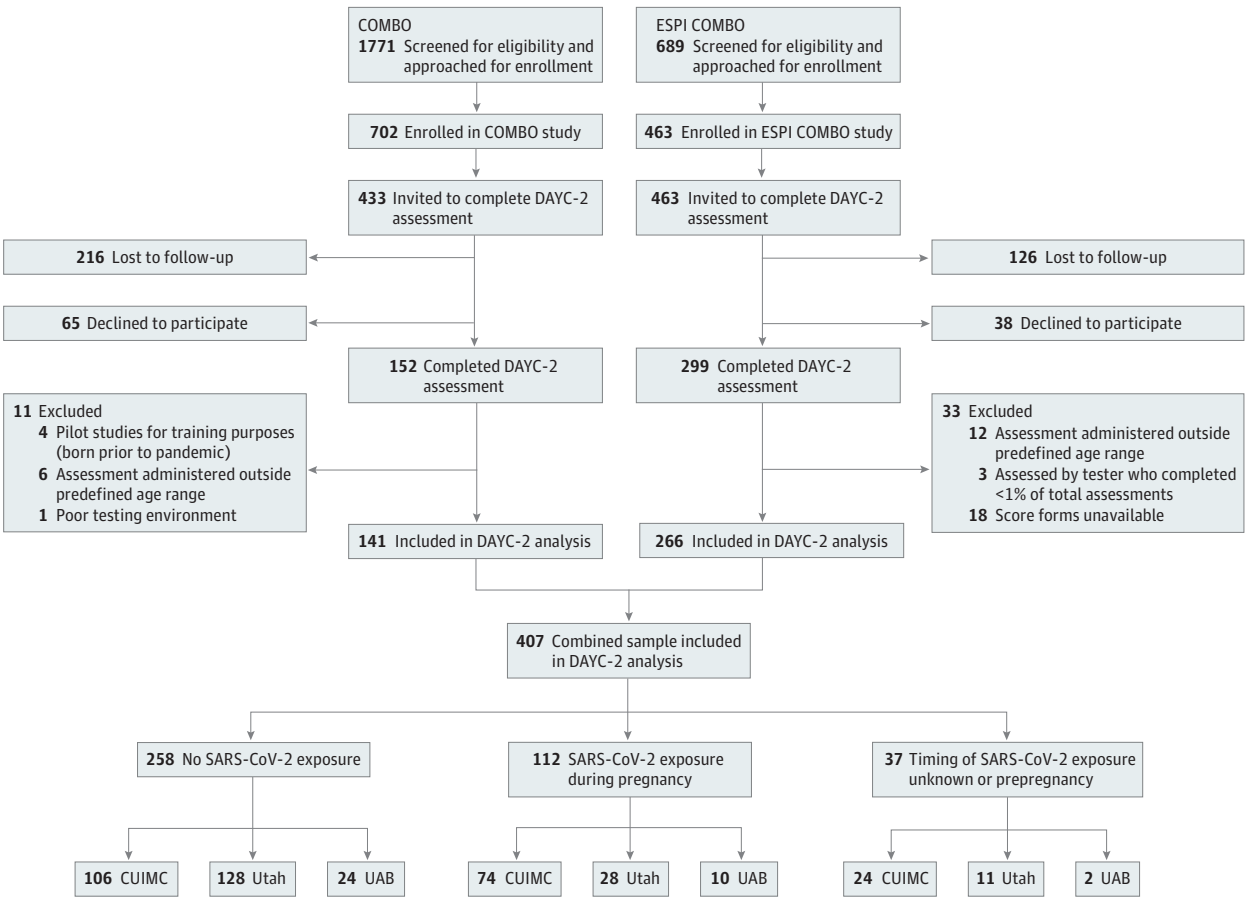 COMBO
1771 Screened for eligibility and
approached for enrollment
ESPI COMBO
689 Screened for eligibility and
approached for enrollment
702 Enrolled in COMBO study
463 Enrolled in ESPI COMBO study
433 Invited to complete DAYC-2
assessment
463 Invited to complete DAYC-2
assessment
216 Lost to follow-up
126 Lost to follow-up
65 Declined to participate
38 Declined to participate
152 Completed DAYC-2
assessment
299 Completed DAYC-2
assessment
11 Excluded
4 Pilot studies for training purposes
(born prior to pandemic)
6 Assessment administered outside
predefined age range
1 Poor testing environment
33 Excluded
12 Assessment administered outside
predefined age range
3 Assessed by tester who completed
<1% of total assessments
18 Score forms unavailable
141 Included in DAYC-2 analysis
266 Included in DAYC-2 analysis
407 Combined sample included
in DAYC-2 analysis
258 No SARS-CoV-2 exposure
112 SARS-CoV-2 exposure
during pregnancy
37 Timing of SARS-CoV-2 exposure
unknown or prepregnancy
106 CUIMC
128 Utah
24 UAB
74 CUIMC
28 Utah
10 UAB
24 CUIMC
11 Utah
2 UAB